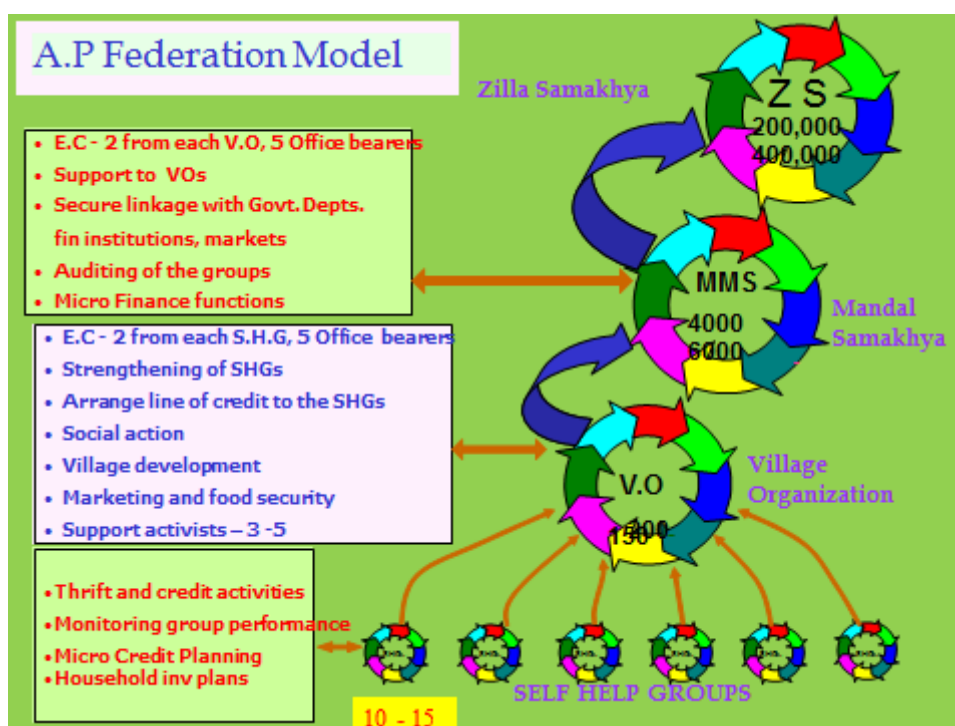 A.P Federation Model
Zilla Samakhya
Z S
200,000
400,000
• E.C - 2 from each V.O, 5 Office bearers
• Support to VOs
• Secure linkage with Govt. Depts.
fin institutions, markets
• Auditing of the groups
• Micro Finance functions
MMS
4000
6000
Mandal
Samakhya
• E.C - 2 from each S.H.G, 5 Office bearers
• Strengthening of SHGs
• Arrange line of credit to the SHGs
• Social action
• Village development
• Marketing and food security
• Support activists – 3 -5
V.O
150
200
Village
Organization
• Thrift and credit activities
• Monitoring group performance
• Micro Credit Planning
• Household inv plans
SELF HELP GROUPS
10 - 15